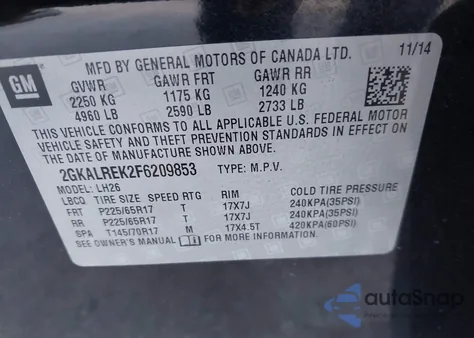 GM
MFD BY GENERAL MOTORS OF CANADA LTD. 11/14
GVWR GAWR FRT GAWR RR
2250 KG 1175 KG 1240 KG
4960 LB 2590 LB 2733 LB
THIS VEHICLE CONFORMS TO ALL APPLICABLE U.S. FEDERAL MOTOR
VEHICLE SAFETY AND THEFT PREVENTION STANDARDS IN EFFECT ON
THE DATE OF MANUFACTURE SHOWN ABOVE.
2GKALREK2F6209853 TYPE: M.P.V.
MODEL: LH26
LBCQ TIRE SIZE SPEED RTG RIM COLD TIRE PRESSURE
FRT P225/65R17 T 17X7J 240KPA(35PSI)
RR P225/65R17 T 17X7J 240KPA(35PSI)
SPA T145/70R17 M 17X4.5T 420KPA(60PSI)
SEE OWNER'S MANUAL FOR MORE INFORMATION.
autoSnap